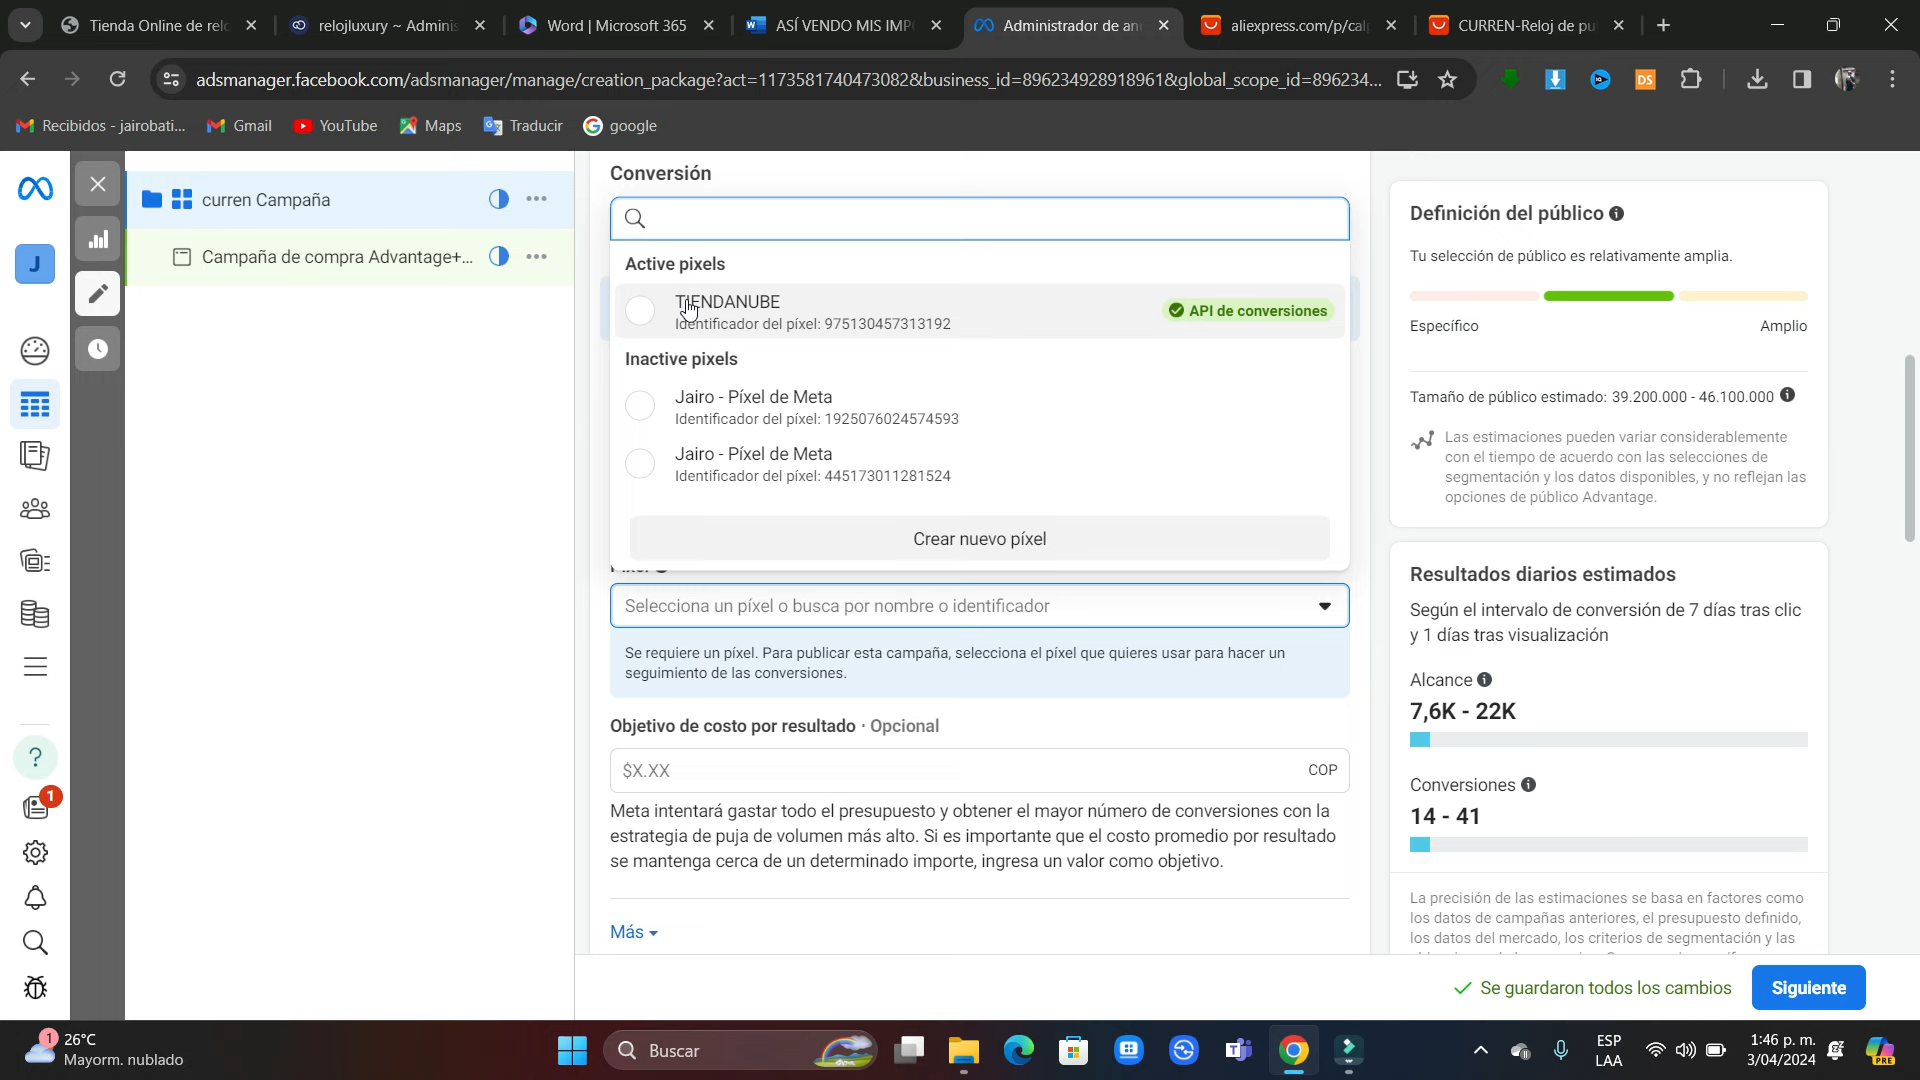 Tienda Online de relo
relojluxury ~ Adminis
Word | Microsoft 365
ASÍ VENDO MIS IMP
Administrador de an
aliexpress.com/p/cal
CURREN-Reloj de pu
adsmanager.facebook.com/adsmanager/manage/creation_package?act=1173581740473082&business_id=896234928918961&global_scope_id=896234...
DS
Recibidos - jairobati...
Gmail
YouTube
Maps
Traducir
google
J
curren Campaña
Campaña de compra Advantage+...
?
1
Conversión
Active pixels
TIENDANUBE
Identificador del píxel: 975130457313192
API de conversiones
Inactive pixels
Jairo - Píxel de Meta
Identificador del píxel: 1925076024574593
Jairo - Píxel de Meta
Identificador del píxel: 445173011281524
Crear nuevo píxel
Selecciona un píxel o busca por nombre o identificador
Se requiere un píxel. Para publicar esta campaña, selecciona el píxel que quieres usar para hacer un
seguimiento de las conversiones.
Objetivo de costo por resultado · Opcional
$X.XX
COP
Meta intentará gastar todo el presupuesto y obtener el mayor número de conversiones con la
estrategia de puja de volumen más alto. Si es importante que el costo promedio por resultado
se mantenga cerca de un determinado importe, ingresa un valor como objetivo.
Más
Definición del público
Tu selección de público es relativamente amplia.
Específico
Amplio
Tamaño de público estimado: 39.200.000 - 46.100.000
Las estimaciones pueden variar considerablemente
con el tiempo de acuerdo con las selecciones de
segmentación y los datos disponibles, y no reflejan las
opciones de público Advantage.
Resultados diarios estimados
Según el intervalo de conversión de 7 días tras clic
y 1 días tras visualización
Alcance
7,6K - 22K
Conversiones
14 - 41
La precisión de las estimaciones se basa en factores como
los datos de campañas anteriores, el presupuesto definido,
los datos del mercado, los criterios de segmentación y las
Se guardaron todos los cambios
Siguiente
1
26°C
Mayorm. nublado
Buscar
ESP
LAA
1:46 p. m.
3/04/2024
PRE